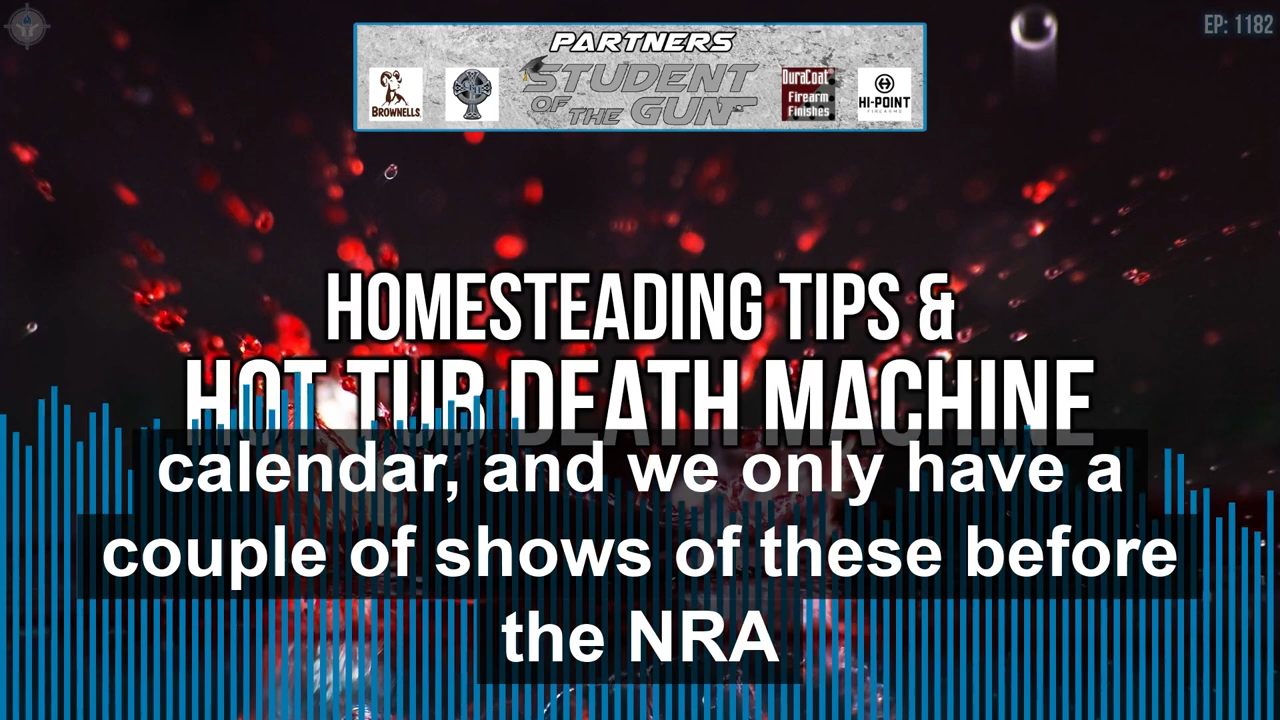 EP: 1182
PARTNERS
STUDENT
OF THE GUN
BROWNELLS
DuraCoat
Firearm
Finishes
HI-POINT
FIREARMS
HOMESTEADING TIPS &
HOT TUB DEATH MACHINE
calendar, and we only have a
couple of shows of these before
the NRA